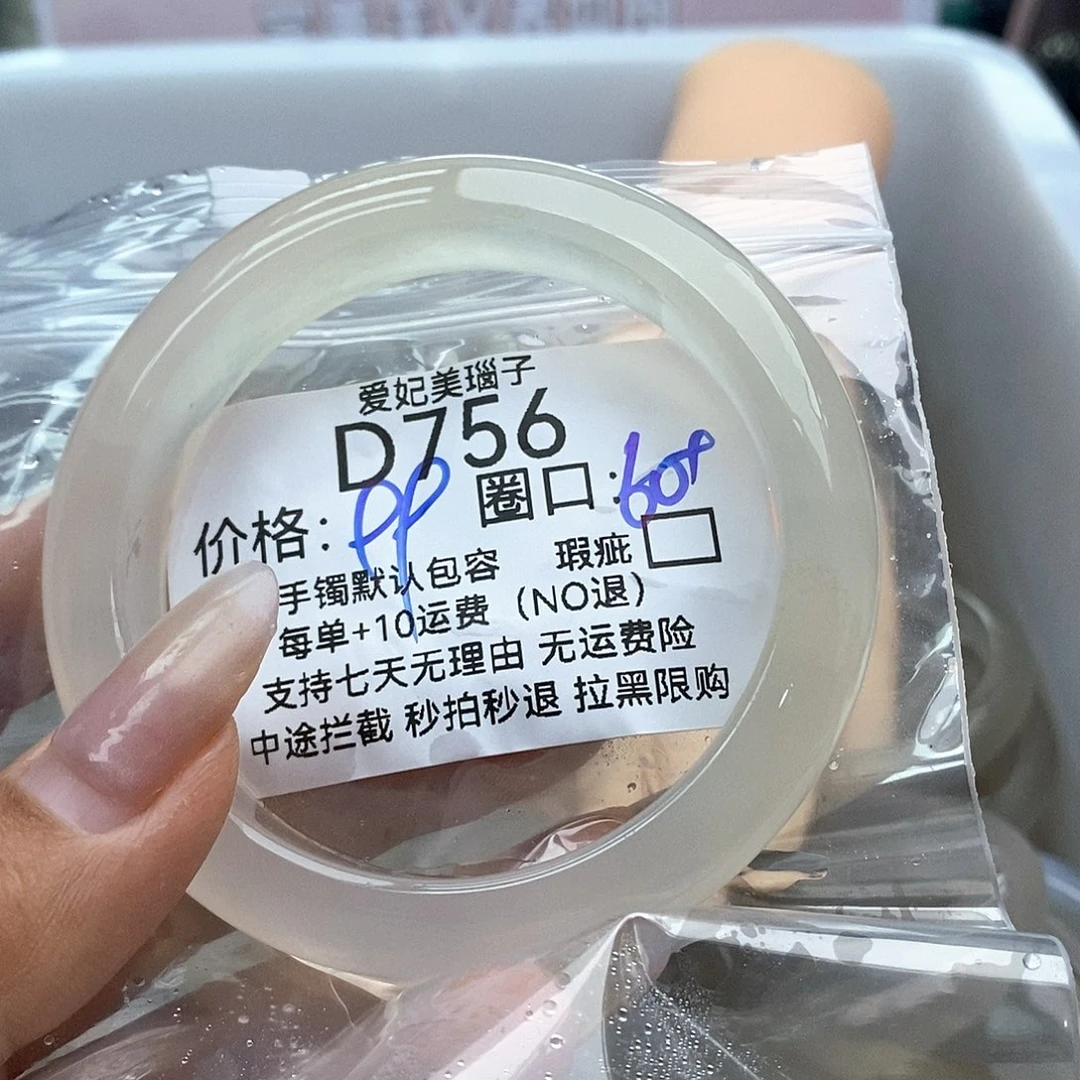 爱妃美瑙子
D756
价格：99 圈口：60+
手镯默认包容 瑕疵
每单+10运费（NO退）
支持七天无理由 无运费险
中途拦截 秒拍秒退 拉黑限购